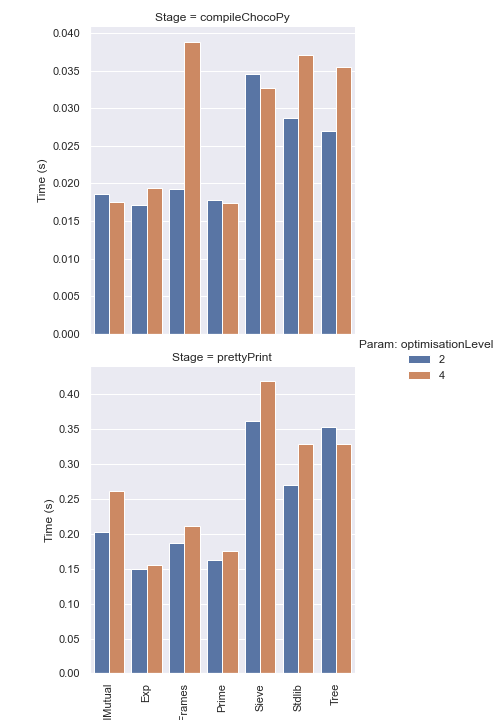 Stage = compileChocoPy
0.040
0.035
0.030
0.025
0.020
0.015
0.010
0.005
0.000
Time (s)
Param: optimisationLevel
2
4
Stage = prettyPrint
0.40
0.35
0.30
0.25
0.20
0.15
0.10
0.05
0.00
Time (s)
Exp
Frames
Prime
Sieve
Stdlib
Tree